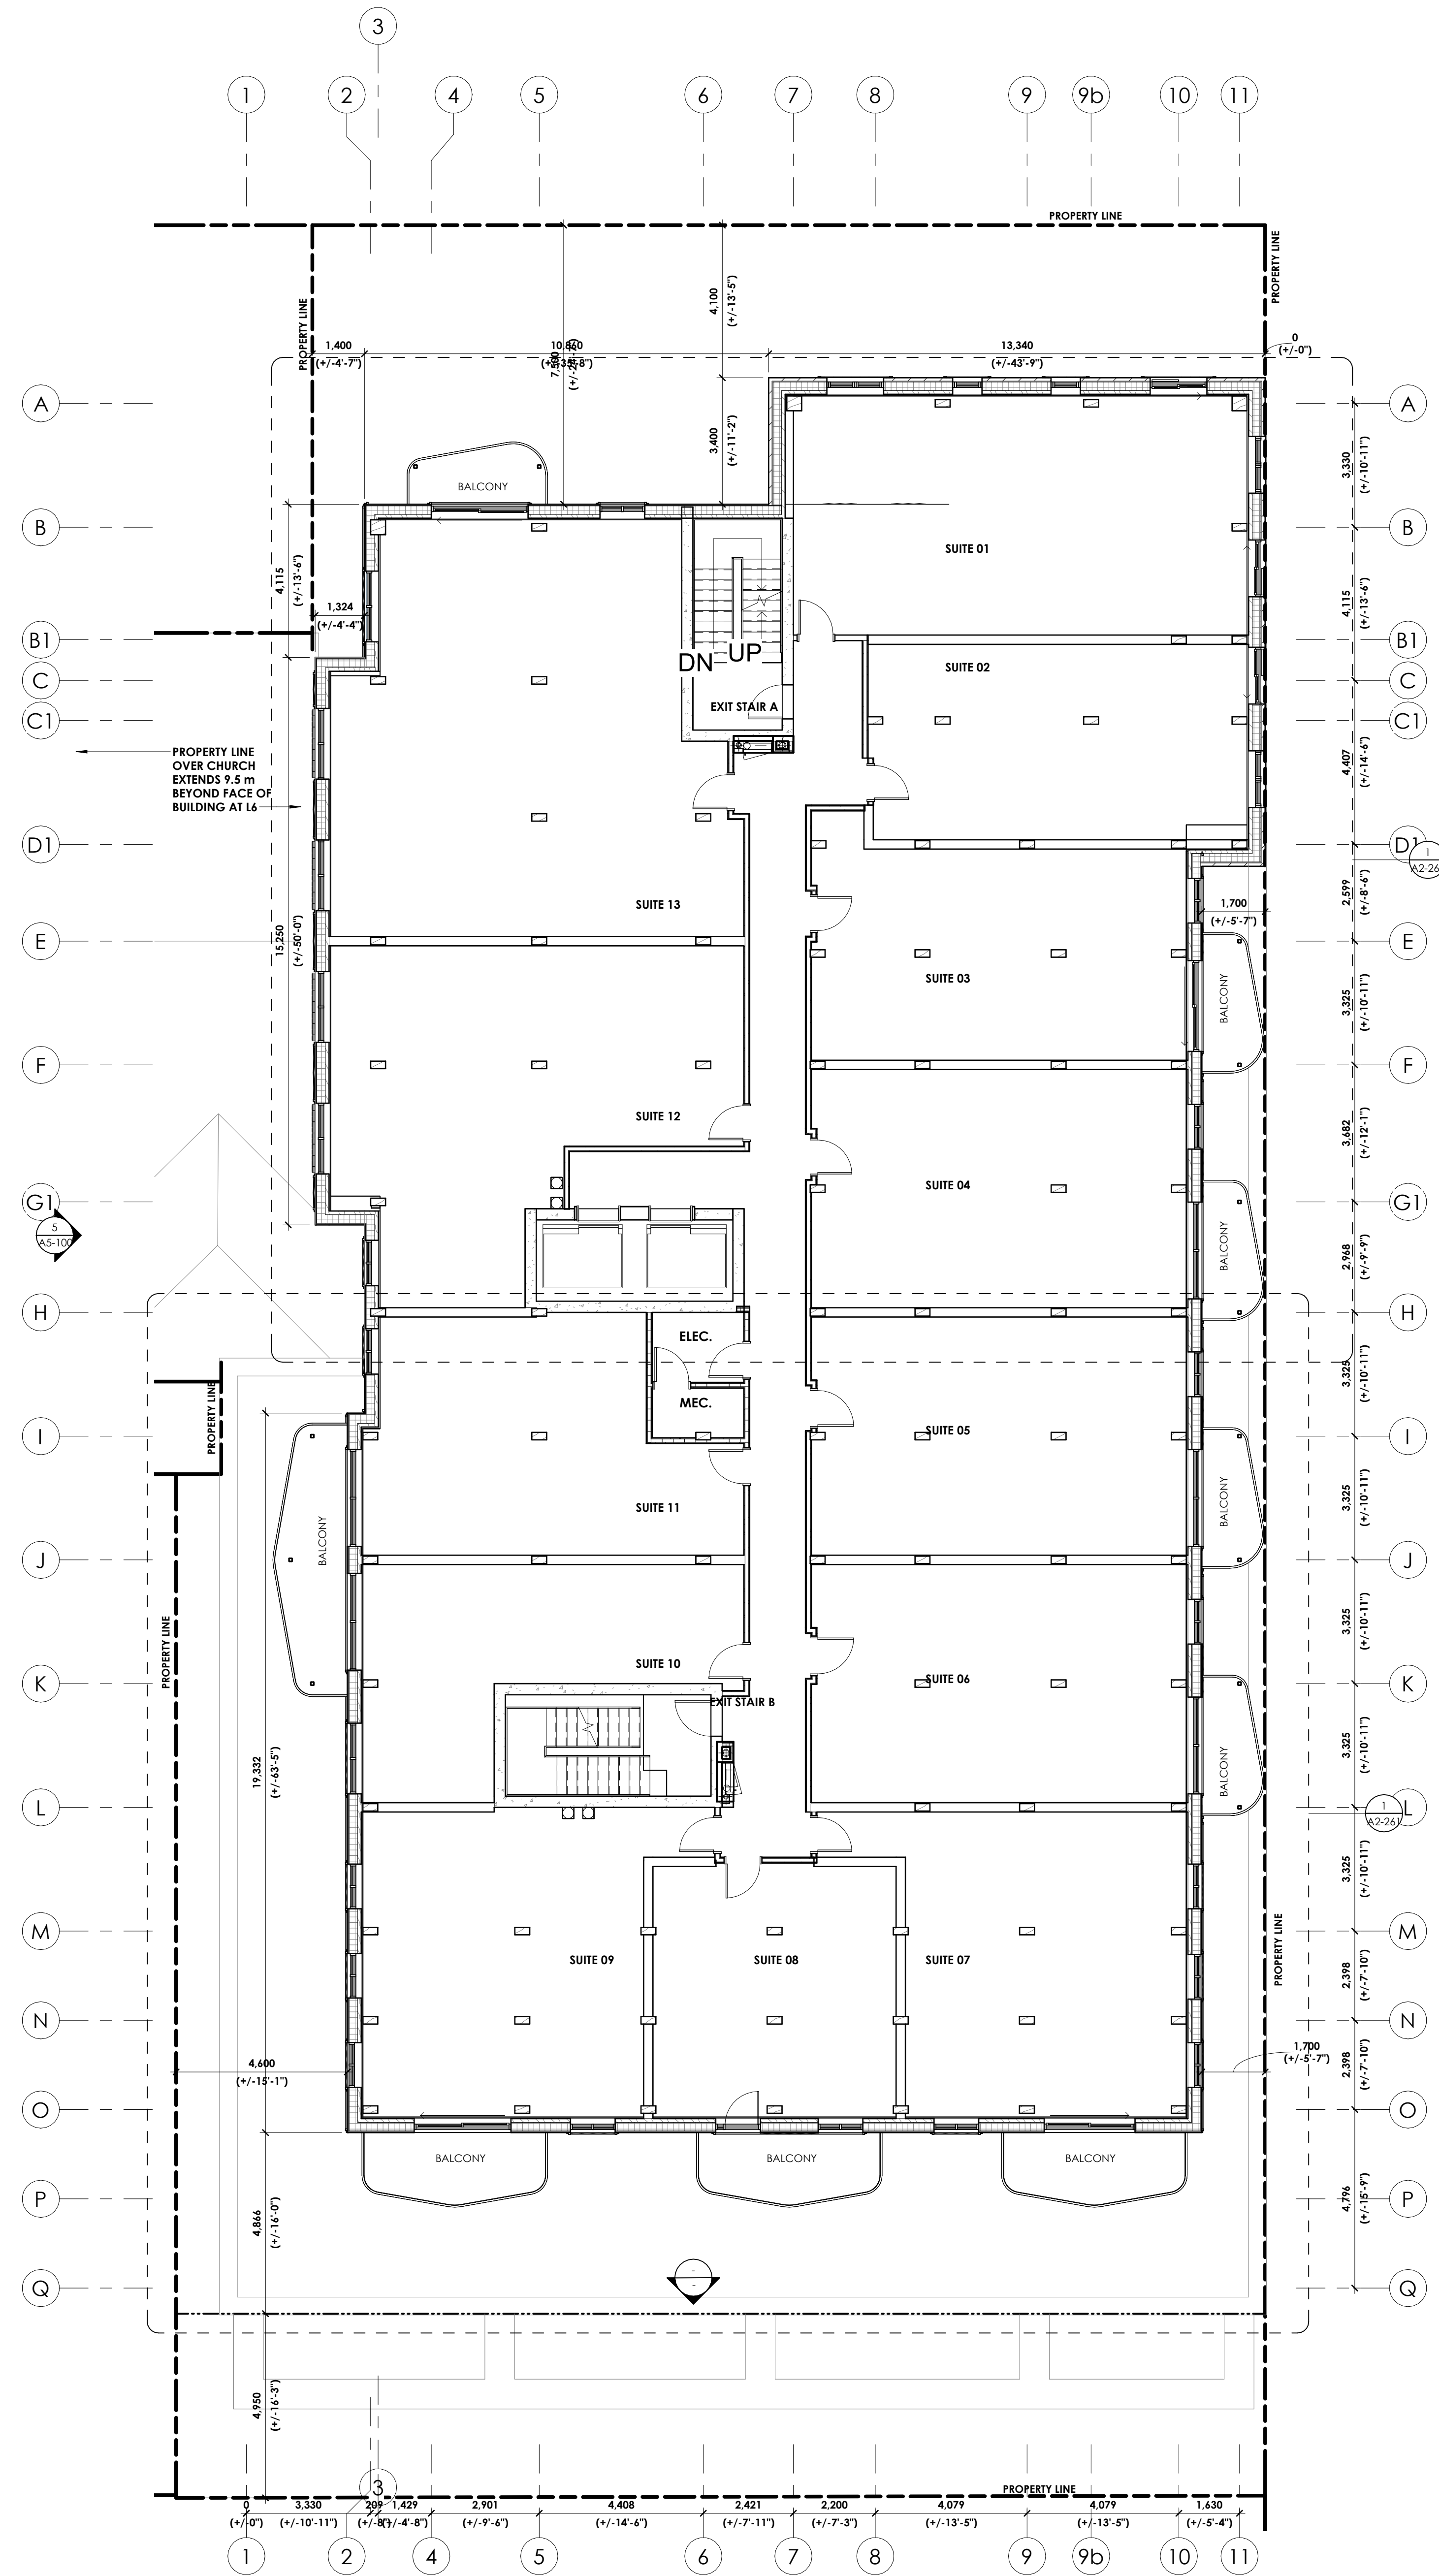 3
1
2
4
5
6
7
8
9
9b
10
11
PROPERTY LINE
PROPERTY LINE
PROPERTY LINE
4,100
(+/-13'-5")
1,400
(+/-4'-7")
7,500
13,340
(+/-43'-9")
0
(+/-0")
A
A
3,400
(+/-11'-2")
3,330
(+/-10'-11")
BALCONY
B
B
SUITE 01
4,115
(+/-13'-6")
4,115
(+/-13'-6")
1,324
(+/-4'-4")
B1
B1
DN
UP
SUITE 02
C
C
EXIT STAIR A
C1
C1
PROPERTY LINE
OVER CHURCH
EXTENDS 9.5 m
BEYOND FACE OF
BUILDING AT L6
4,407
(+/-14'-6")
D1
D1
1
A2-26
2,599
(+/-8'-6")
SUITE 13
1,700
(+/-5'-7")
15,250
(+/-50'-0")
E
E
SUITE 03
BALCONY
3,325
(+/-10'-11")
F
F
SUITE 12
3,682
(+/-12'-1")
SUITE 04
G1
G1
5
A5-100
BALCONY
2,968
(+/-9'-9")
H
H
ELEC.
MEC.
3,325
(+/-10'-11")
PROPERTY LINE
I
I
SUITE 05
SUITE 11
BALCONY
BALCONY
3,325
(+/-10'-11")
J
J
PROPERTY LINE
3,325
(+/-10'-11")
SUITE 10
SUITE 06
K
K
EXIT STAIR B
19,332
(+/-63'-5")
BALCONY
3,325
(+/-10'-11")
L
L
1
A2-261
3,325
(+/-10'-11")
M
M
SUITE 09
SUITE 08
SUITE 07
PROPERTY LINE
2,398
(+/-7'-10")
N
N
4,600
(+/-15'-1")
1,700
(+/-5'-7")
2,398
(+/-7'-10")
O
O
BALCONY
BALCONY
BALCONY
P
P
4,866
(+/-16'-0")
4,796
(+/-15'-9")
Q
Q
-
-
4,950
(+/-16'-3")
3
PROPERTY LINE
0
3,330
209
1,429
2,901
4,408
2,421
2,200
4,079
4,079
1,630
(+/-0")
(+/-10'-11")
(+/-4'-8")
(+/-9'-6")
(+/-14'-6")
(+/-7'-11")
(+/-7'-3")
(+/-13'-5")
(+/-13'-5")
(+/-5'-4")
1
2
4
5
6
7
8
9
9b
10
11